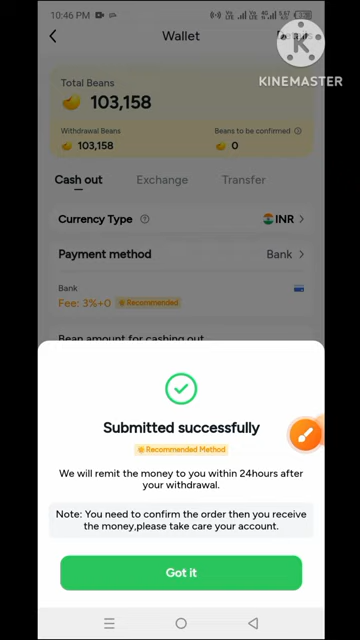 10:46 PM
Wallet
K
KINEMASTER
Total Beans
103,158
Withdrawal Beans
Beans to be confirmed
103,158
0
Cash out
Exchange
Transfer
Currency Type
INR
Payment method
Bank
Bank
Fee: 3%+0
Recommended
Bean amount for cashing out
Submitted successfully
Recommended Method
We will remit the money to you within 24hours after
your withdrawal.
Note: You need to confirm the order then you receive
the money,please take care your account.
Got it